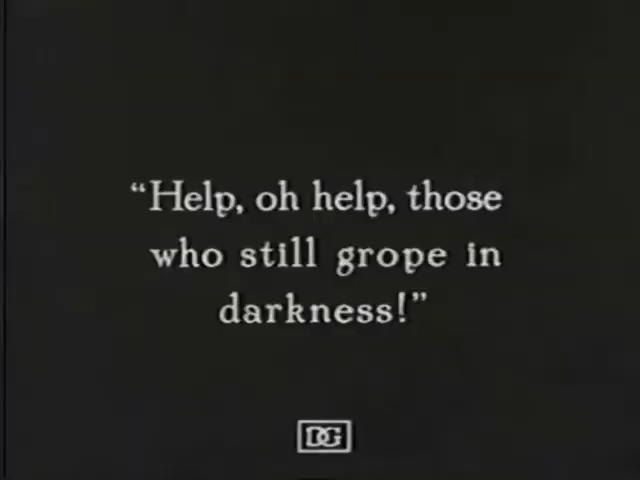 “Help, oh help, those
who still grope in
darkness!”
DG